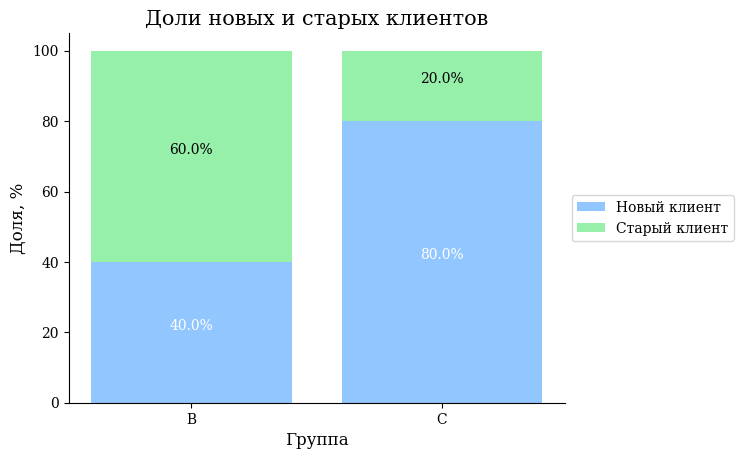 Доли новых и старых клиентов
100
80
60
40
20
0
Доля, %
60.0%
40.0%
20.0%
80.0%
B
C
Группа
Новый клиент
Старый клиент